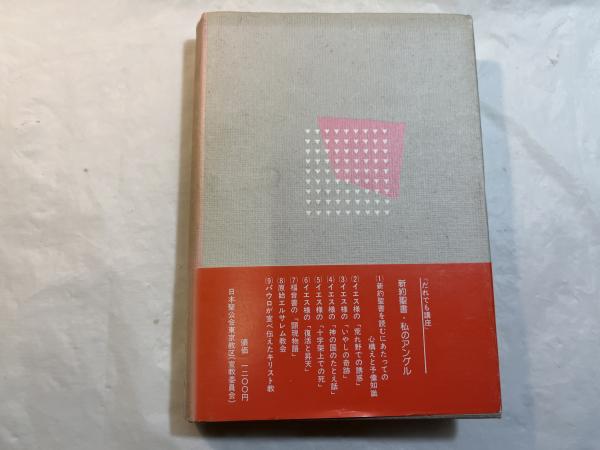 「だれでも講座」
新約聖書・私のアングル
①新約聖書を読むにあたっての
心構えと予備知識
②イエス様の「荒れ野での誘惑」
③イエス様の「いやしの奇跡」
④イエス様の「神の国のたとえ話」
⑤イエス様の「十字架上での死」
⑥イエス様の「復活と昇天」
⑦福音書の「顕現物語」
⑧原始エルサレム教会
⑨パウロが宣べ伝えたキリスト教
頒価 一二〇〇円
日本聖公会東京教区(宣教委員会)